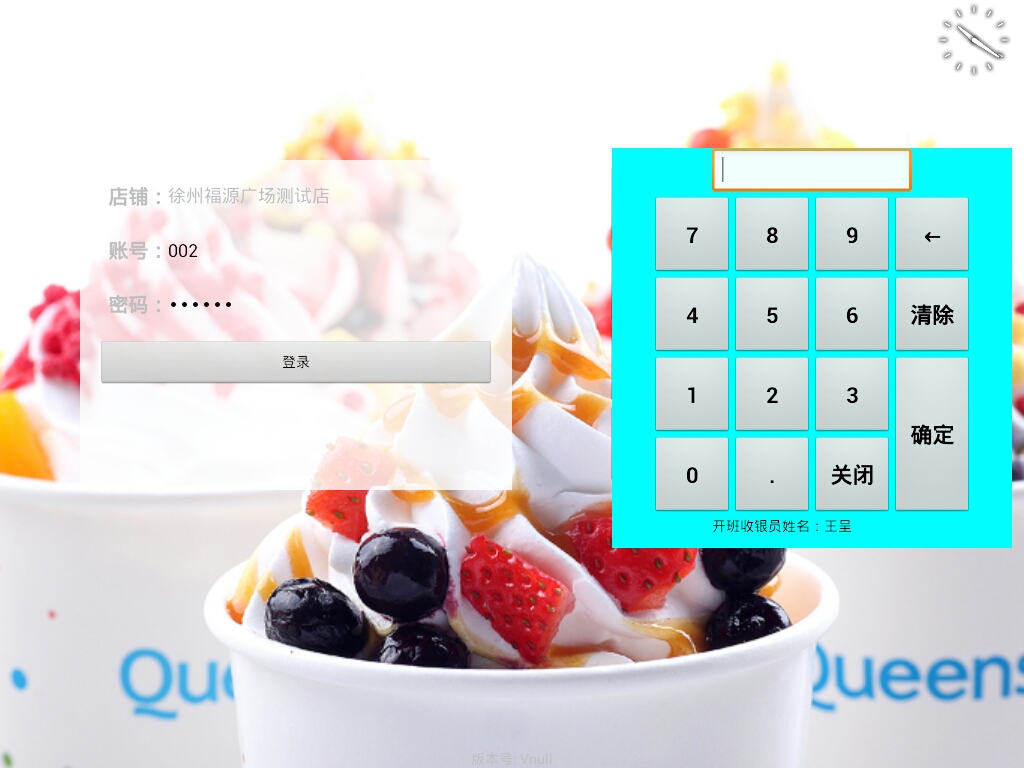 店铺：徐州福源广场测试店
账号：002
密码：••••••
登录
7 8 9 ←
4 5 6 清除
1 2 3
确定
0 . 关闭
开班收银员姓名：王呈
Que
Queens
版本号: Vnull